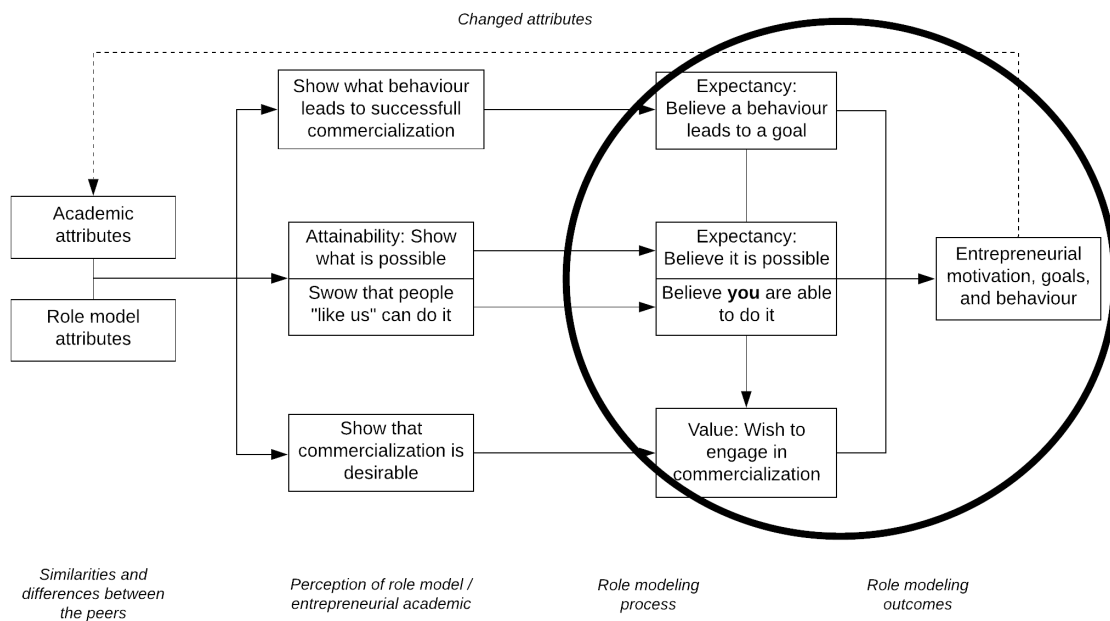 Changed attributes
Show what behaviour
leads to successfull
commercialization
Expectancy:
Believe a behaviour
leads to a goal
Academic
attributes
Role model
attributes
Attainability: Show
what is possible
Swow that people
"like us" can do it
Expectancy:
Believe it is possible
Believe you are able
to do it
Entrepreneurial
motivation, goals,
and behaviour
Show that
commercialization is
desirable
Value: Wish to
engage in
commercialization
Similarities and
differences between
the peers
Perception of role model /
entrepreneurial academic
Role modeling
process
Role modeling
outcomes